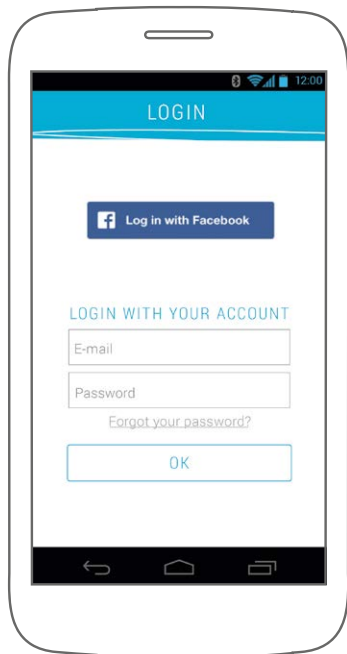 12:00
LOGIN
Log in with Facebook
LOGIN WITH YOUR ACCOUNT
E-mail
Password
Forgot your password?
OK